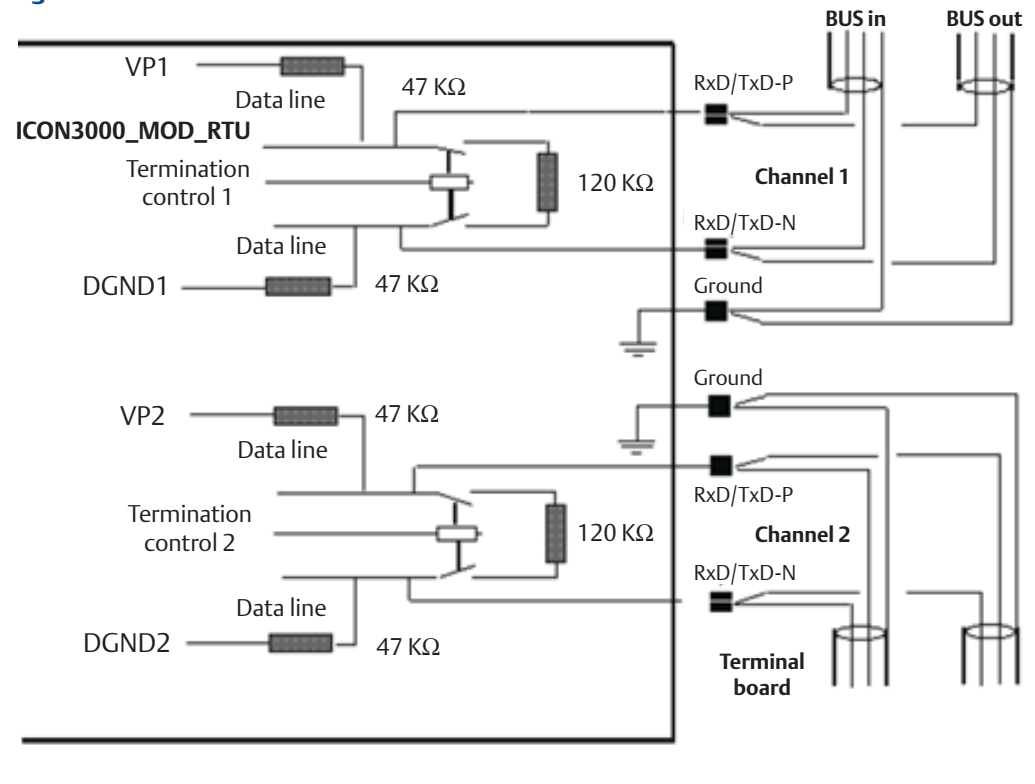 BUS in
BUS out
VP1
47 KΩ
RxD/TxD-P
Data line
ICON3000_MOD_RTU
Termination
control 1
120 KΩ
Channel 1
RxD/TxD-N
Data line
DGND1
47 KΩ
Ground
Ground
VP2
47 KΩ
Data line
RxD/TxD-P
Termination
control 2
120 KΩ
Channel 2
RxD/TxD-N
Data line
DGND2
47 KΩ
Terminal
board